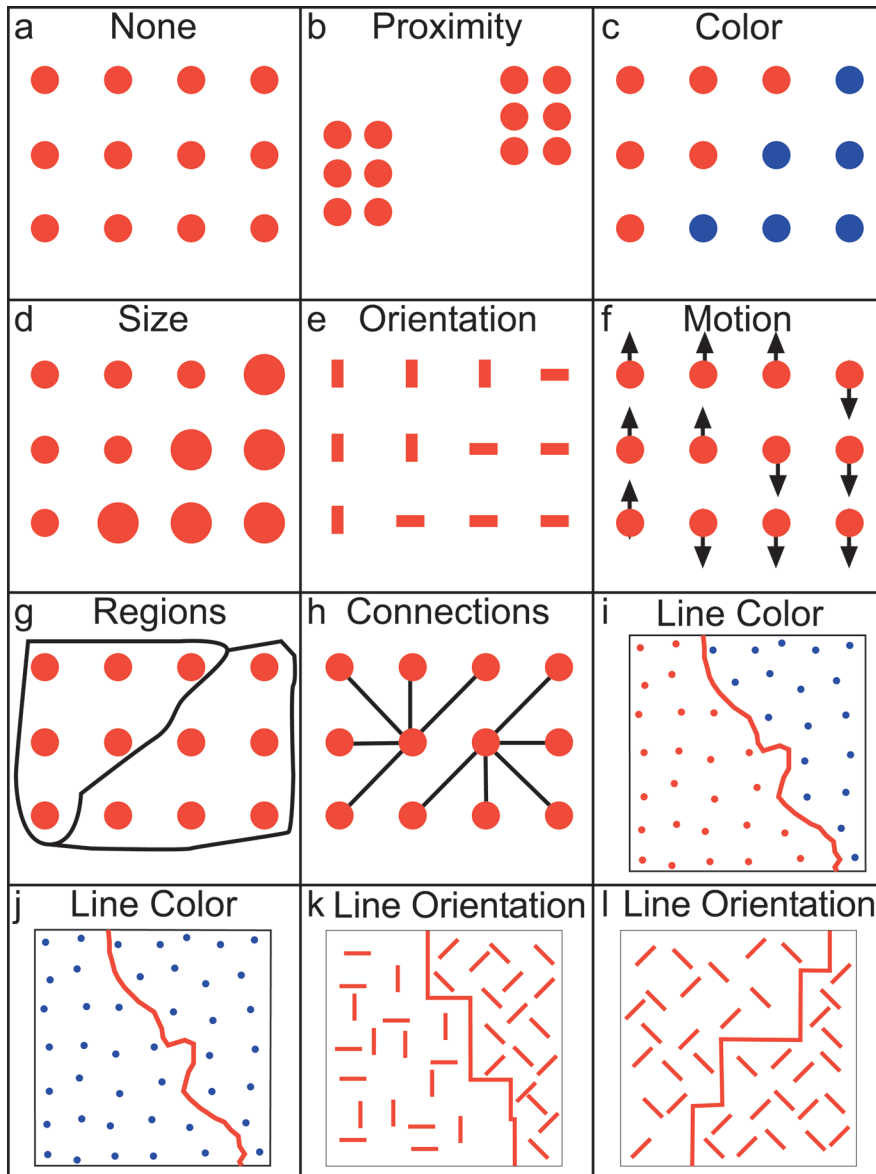 a None
b Proximity
c Color
d Size
e Orientation
f Motion
g Regions
h Connections
i Line Color
j Line Color
k Line Orientation
l Line Orientation